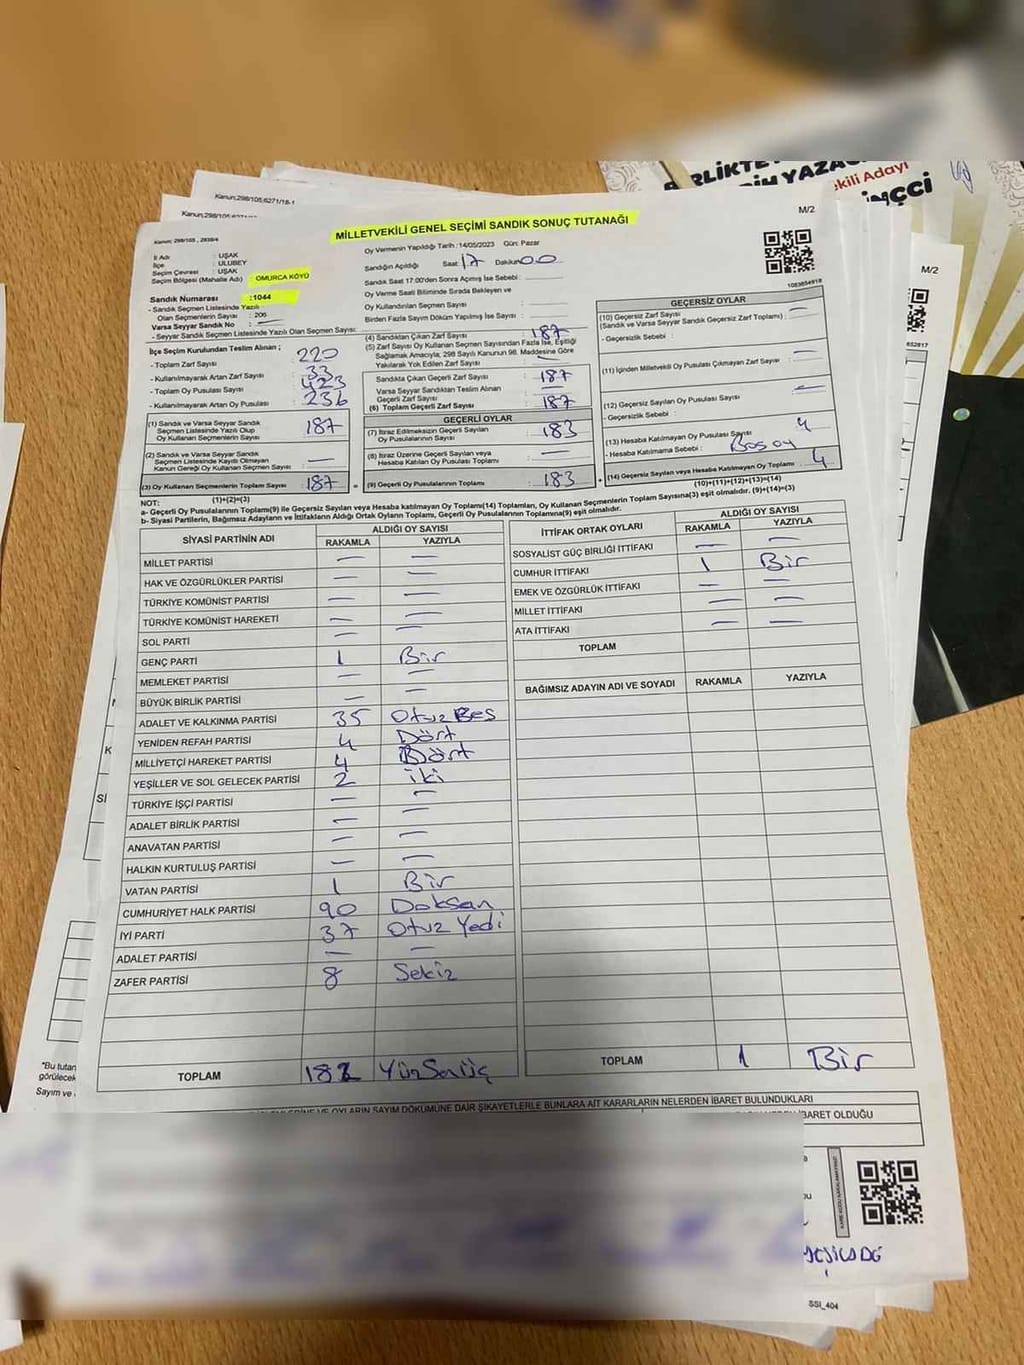 BİRLİKTE
YAZAC
ekili Adayı
Kanun;298/105,6271/18-1
M/2
MİLLETVEKİLİ GENEL SEÇİMİ SANDIK SONUÇ TUTANAĞI
M/2
Kanun; 298/105, 2839/4
İl Adı : UŞAK
İlçe : ULUBEY
Seçim Çevresi : UŞAK
Seçim Bölgesi (Mahalle Adı) OMURCA KÖYÜ
Sandık Numarası :1044
- Sandık Seçmen Listesinde Yazılı
Olan Seçmenlerin Sayısı : 206
Varsa Seyyar Sandık No : —
- Seyyar Sandık Seçmen Listesinde Yazılı Olan Seçmen Sayısı:
Oy Vermenin Yapıldığı Tarih :14/05/2023 Gün: Pazar
Sandığın Açıldığı Saat: 17 Dakika: 00
Sandık Saat 17:00'den Sonra Açılmış İse Sebebi :
Oy Verme Saati Bitiminde Sırada Bekleyen ve
Oy Kullandırılan Seçmen Sayısı :
Birden Fazla Sayım Döküm Yapılmış İse Sayısı :
İlçe Seçim Kurulundan Teslim Alınan ;
- Toplam Zarf Sayısı : 220
- Kullanılmayarak Artan Zarf Sayısı : 33
- Toplam Oy Pusulası Sayısı : 423
- Kullanılmayarak Artan Oy Pusulası : 236
(1) Sandık ve Varsa Seyyar Sandık
Seçmen Listesinde Yazılı Olup
Oy Kullanan Seçmenlerin Sayısı : 187
(2) Sandık ve Varsa Seyyar Sandık
Seçmen Listesinde Kayıtlı Olmayan
Kanun Gereği Oy Kullanan Seçmen Sayısı : —
(3) Oy Kullanan Seçmenlerin Toplam Sayısı : 187
(1)+(2)=(3)
(4) Sandıktan Çıkan Zarf Sayısı : 187
(5) Zarf Sayısı Oy Kullanan Seçmen Sayısından Fazla İse, Eşitliği
Sağlamak Amacıyla; 298 Sayılı Kanunun 98. Maddesine Göre
Yakılarak Yok Edilen Zarf Sayısı :
Sandıkta Çıkan Geçerli Zarf Sayısı : 187
Varsa Seyyar Sandıktan Teslim Alınan
Geçerli Zarf Sayısı : —
(6) Toplam Geçerli Zarf Sayısı : 187
GEÇERLİ OYLAR
(7) İtiraz Edilmeksizin Geçerli Sayılan
Oy Pusulalarının Sayısı : 183
(8) İtiraz Üzerine Geçerli Sayılan veya
Hesaba Katılan Oy Pusulası Toplamı : —
= (9) Geçerli Oy Pusulalarının Toplamı : 183
1083654918
GEÇERSİZ OYLAR
(10) Geçersiz Zarf Sayısı : —
(Sandık ve Varsa Seyyar Sandık Geçersiz Zarf Toplamı)
- Geçersizlik Sebebi :
(11) İçinden Milletvekili Oy Pusulası Çıkmayan Zarf Sayısı : —
(12) Geçersiz Sayılan Oy Pusulası Sayısı : —
- Geçersizlik Sebebi :
(13) Hesaba Katılmayan Oy Pusulası Sayısı : 4
- Hesaba Katılmama Sebebi : Boş oy
+ (14) Geçersiz Sayılan veya Hesaba Katılmayan Oy Toplamı : 4
(10)+(11)+(12)+(13)=(14)
NOT:
a- Geçerli Oy Pusulalarının Toplamı(9) ile Geçersiz Sayılan veya Hesaba katılmayan Oy Toplamı(14) Toplamları, Oy Kullanan Seçmenlerin Toplam Sayısına(3) eşit olmalıdır. (9)+(14)=(3)
b- Siyasi Partilerin, Bağımsız Adayların ve İttifakların Aldığı Ortak Oyların Toplamı, Geçerli Oy Pusulalarının Toplamına(9) eşit olmalıdır.
SİYASİ PARTİNİN ADI ALDIĞI OY SAYISI
RAKAMLA YAZIYLA
MİLLET PARTİSİ — —
HAK VE ÖZGÜRLÜKLER PARTİSİ — —
TÜRKİYE KOMÜNİST PARTİSİ — —
TÜRKİYE KOMÜNİST HAREKETİ — —
SOL PARTİ — —
GENÇ PARTİ 1 Bir
MEMLEKET PARTİSİ — —
BÜYÜK BİRLİK PARTİSİ — —
ADALET VE KALKINMA PARTİSİ 35 Otuz Beş
YENİDEN REFAH PARTİSİ 4 Dört
MİLLİYETÇİ HAREKET PARTİSİ 4 Dört
YEŞİLLER VE SOL GELECEK PARTİSİ 2 iki
TÜRKİYE İŞÇİ PARTİSİ — —
ADALET BİRLİK PARTİSİ — —
ANAVATAN PARTİSİ — —
HALKIN KURTULUŞ PARTİSİ — —
VATAN PARTİSİ 1 Bir
CUMHURİYET HALK PARTİSİ 90 Doksan
İYİ PARTİ 37 Otuz Yedi
ADALET PARTİSİ — —
ZAFER PARTİSİ 8 Sekiz
TOPLAM
İTTİFAK ORTAK OYLARI ALDIĞI OY SAYISI
RAKAMLA YAZIYLA
SOSYALİST GÜÇ BİRLİĞİ İTTİFAKI — —
CUMHUR İTTİFAKI 1 Bir
EMEK VE ÖZGÜRLÜK İTTİFAKI — —
MİLLET İTTİFAKI — —
ATA İTTİFAKI — —
TOPLAM
BAĞIMSIZ ADAYIN ADI VE SOYADI RAKAMLA YAZIYLA
TOPLAM 1 Bir
*Bu tutan
görülecek
Sayım ve
OYLARIN SAYIM DÖKÜMÜNE DAİR ŞİKAYETLERLE BUNLARA AİT KARARLARIN NELERDEN İBARET BULUNDUKLARI
İBARET OLDUĞU
SSI_404